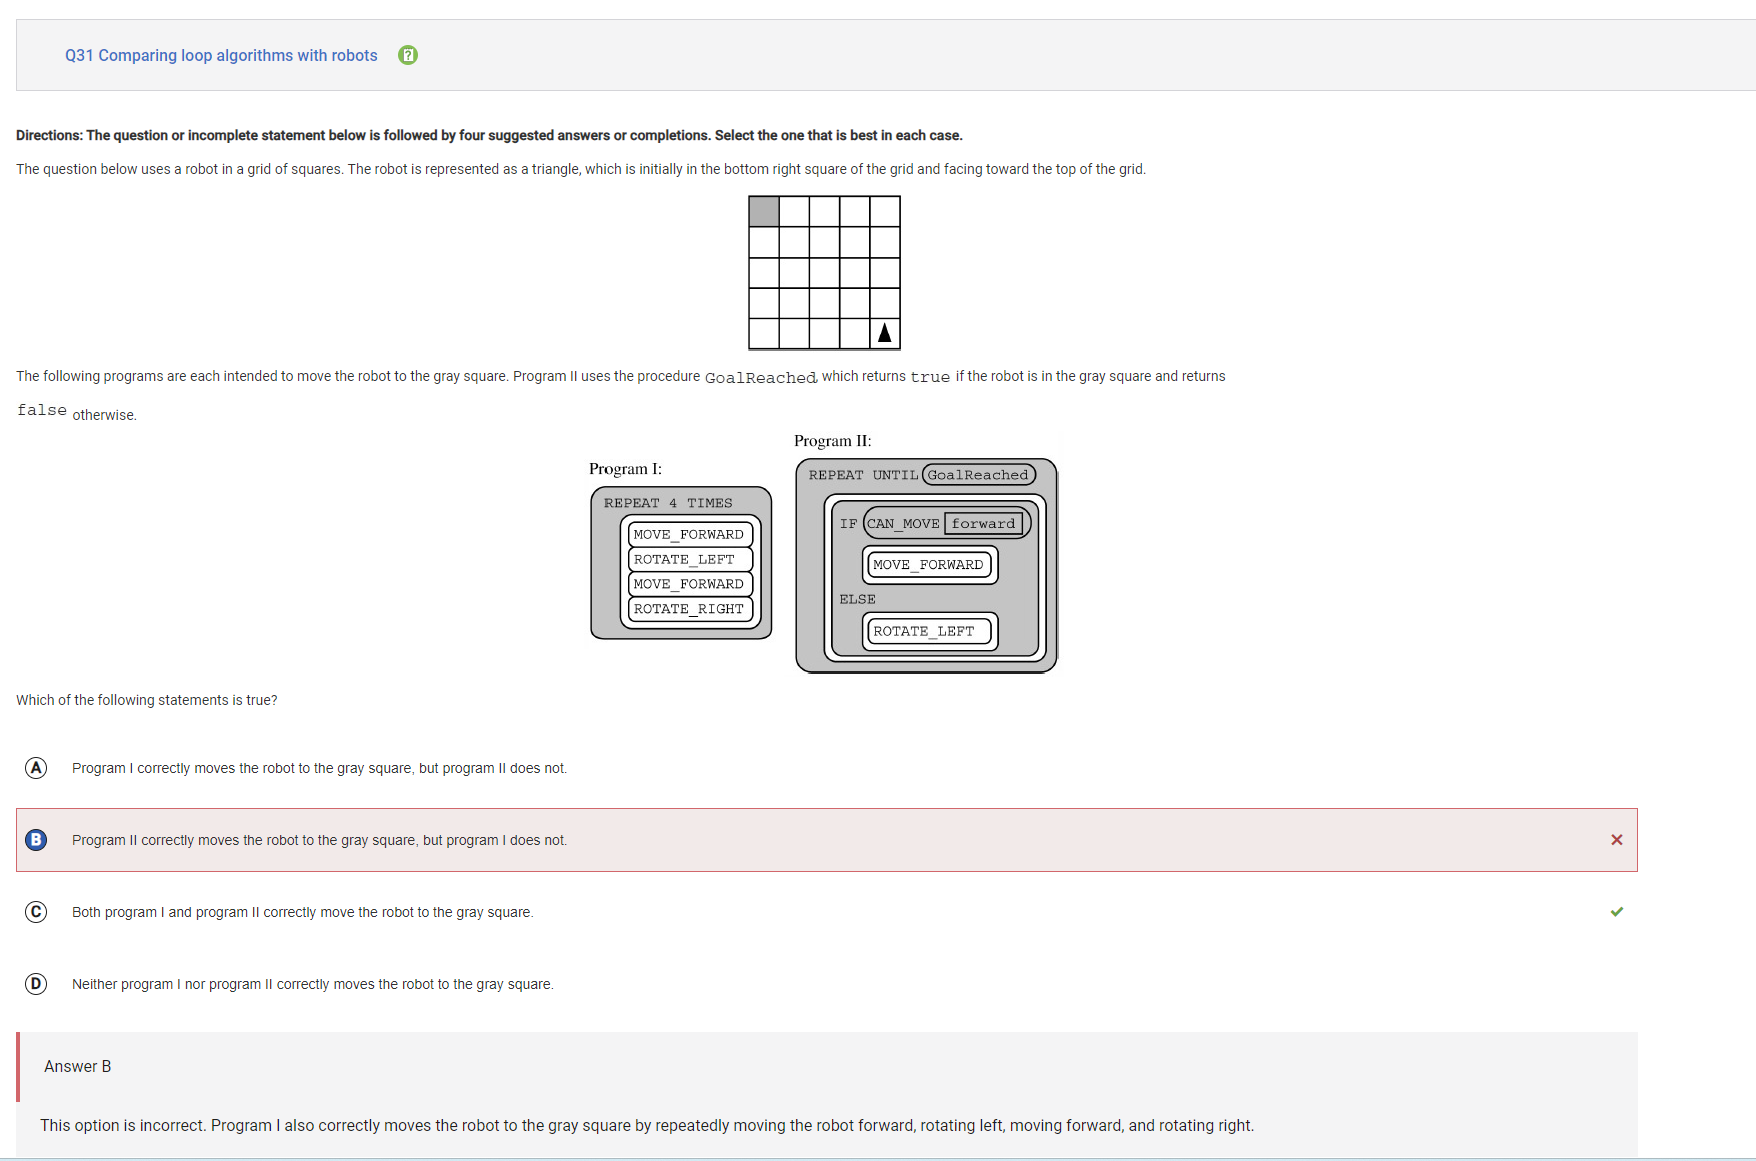 Q31 Comparing loop algorithms with robots
Directions: The question or incomplete statement below is followed by four suggested answers or completions. Select the one that is best in each case.
The question below uses a robot in a grid of squares. The robot is represented as a triangle, which is initially in the bottom right square of the grid and facing toward the top of the grid.
The following programs are each intended to move the robot to the gray square. Program II uses the procedure GoalReached, which returns true if the robot is in the gray square and returns
false otherwise.
Program I:
REPEAT 4 TIMES
MOVE_FORWARD
ROTATE_LEFT
MOVE_FORWARD
ROTATE_RIGHT
Program II:
REPEAT UNTIL GoalReached
IF CAN_MOVE forward
MOVE_FORWARD
ELSE
ROTATE_LEFT
Which of the following statements is true?
A Program I correctly moves the robot to the gray square, but program II does not.
B Program II correctly moves the robot to the gray square, but program I does not.
C Both program I and program II correctly move the robot to the gray square.
D Neither program I nor program II correctly moves the robot to the gray square.
Answer B
This option is incorrect. Program I also correctly moves the robot to the gray square by repeatedly moving the robot forward, rotating left, moving forward, and rotating right.